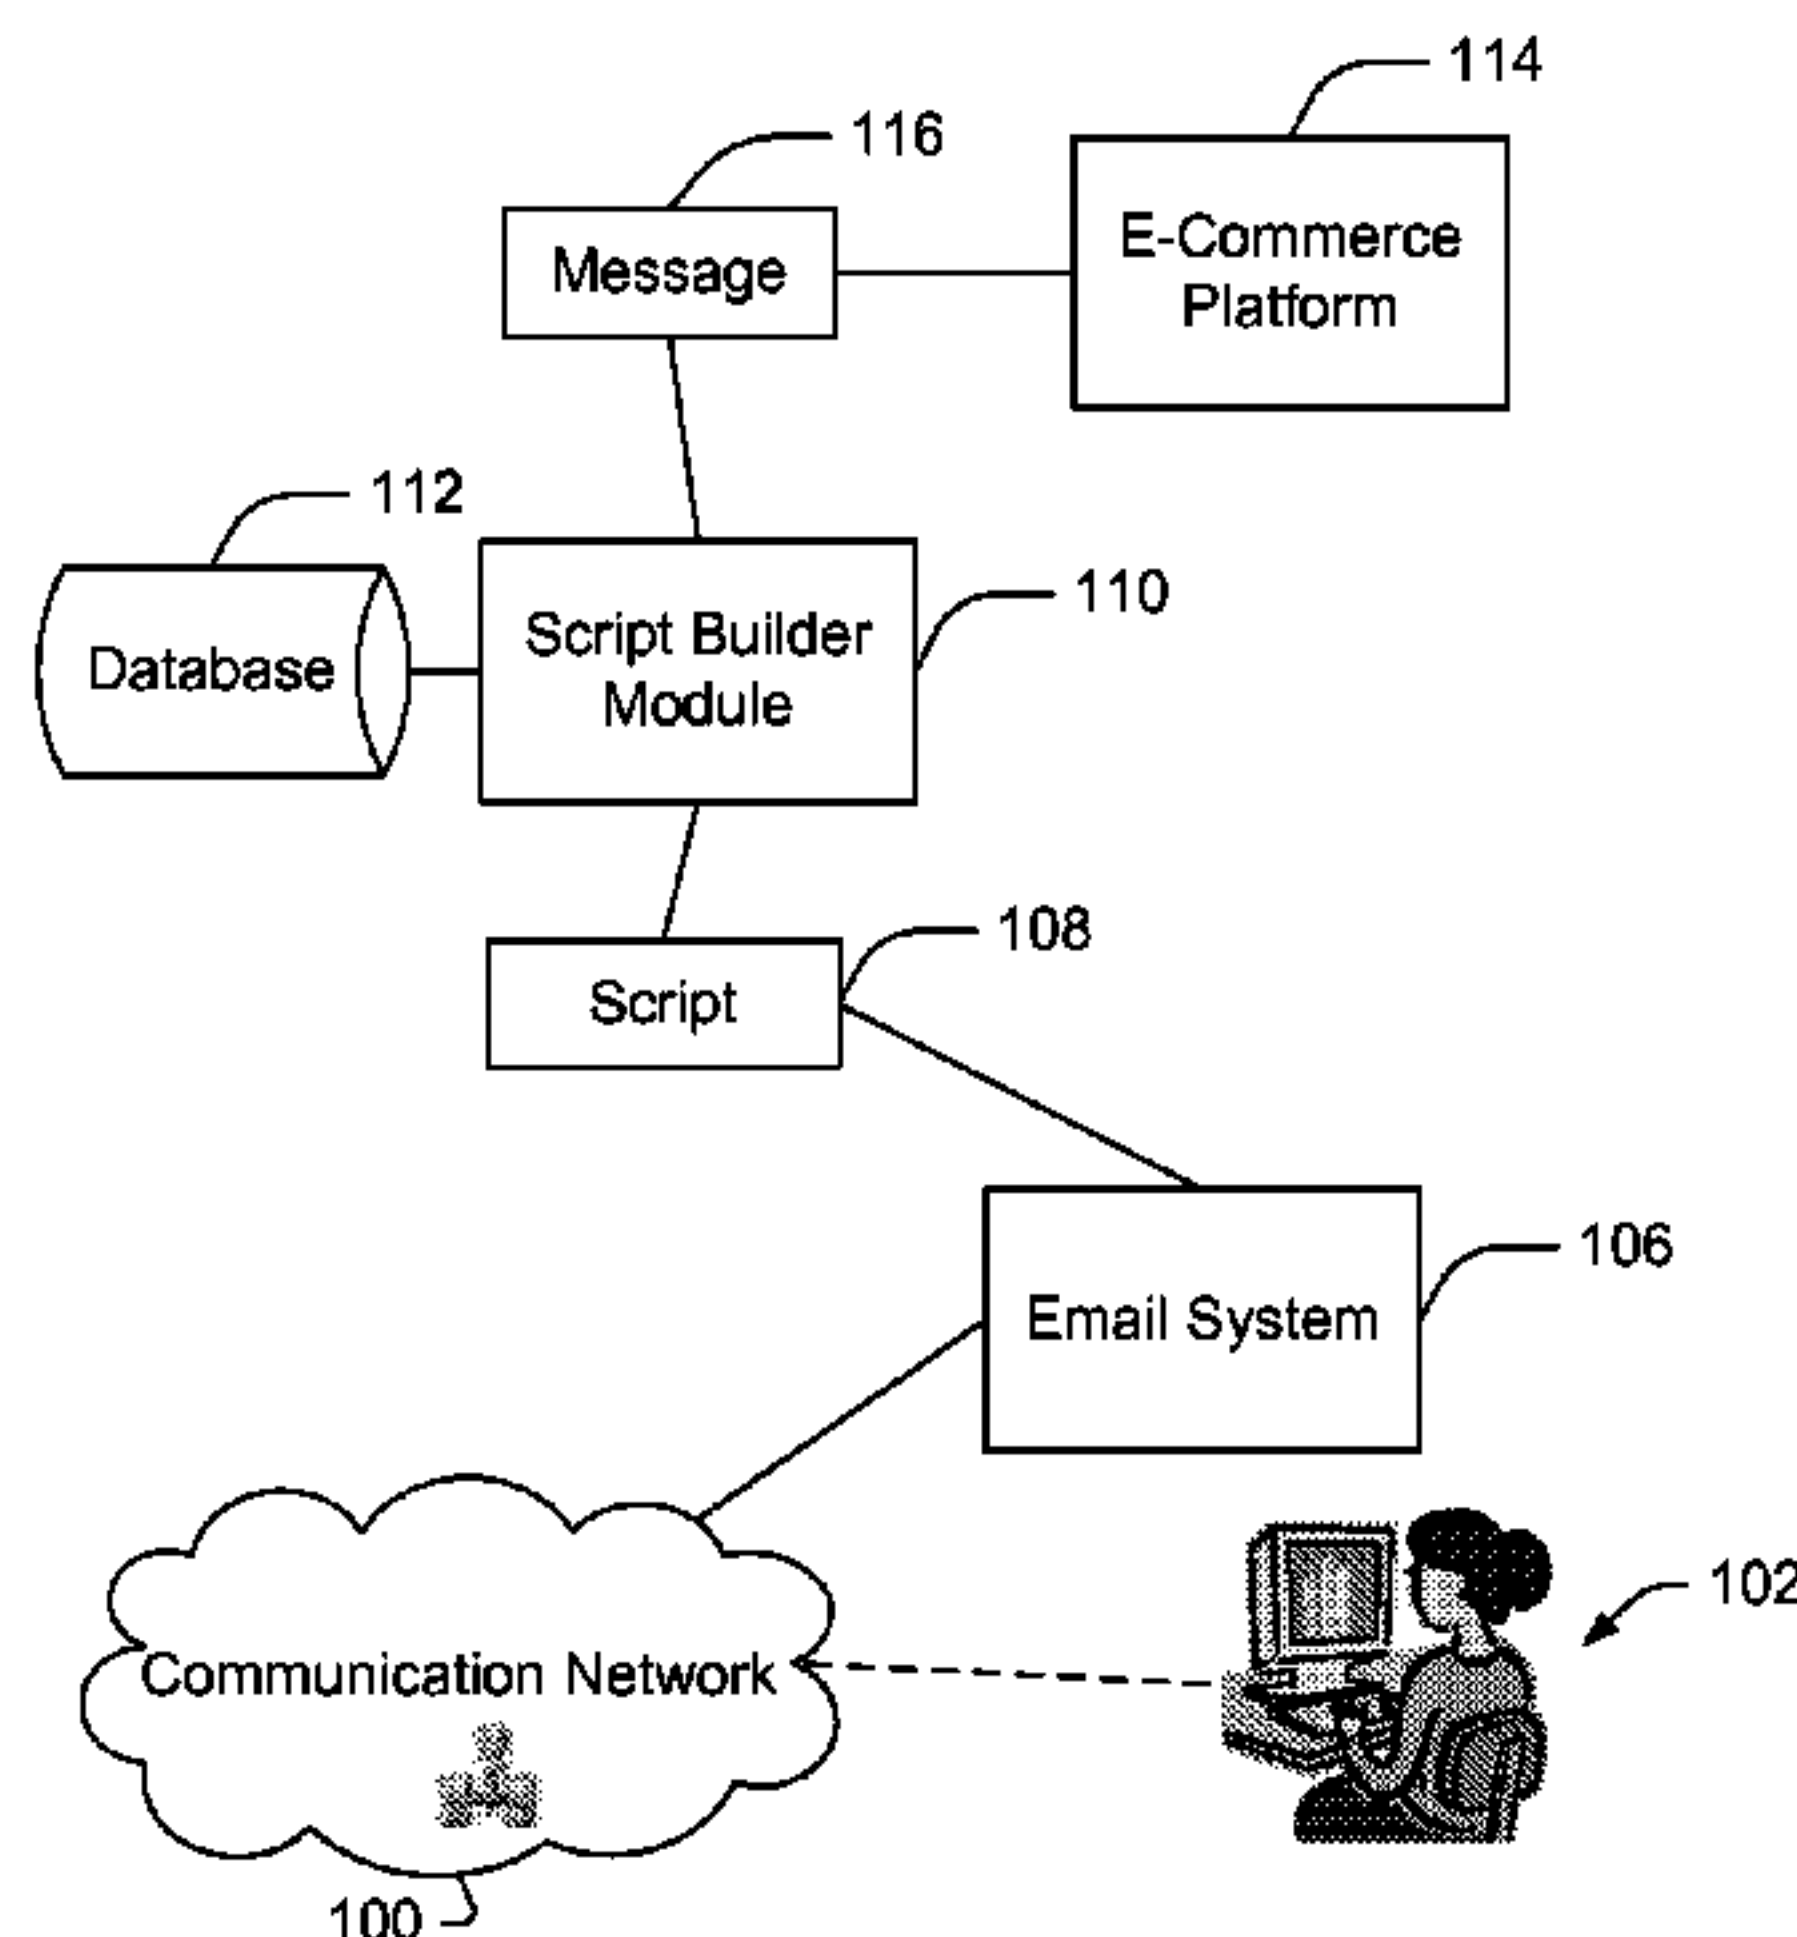 114
116
E-Commerce
Platform
Message
112
110
Script Builder
Module
Database
108
Script
106
Email System
102
Communication Network
100